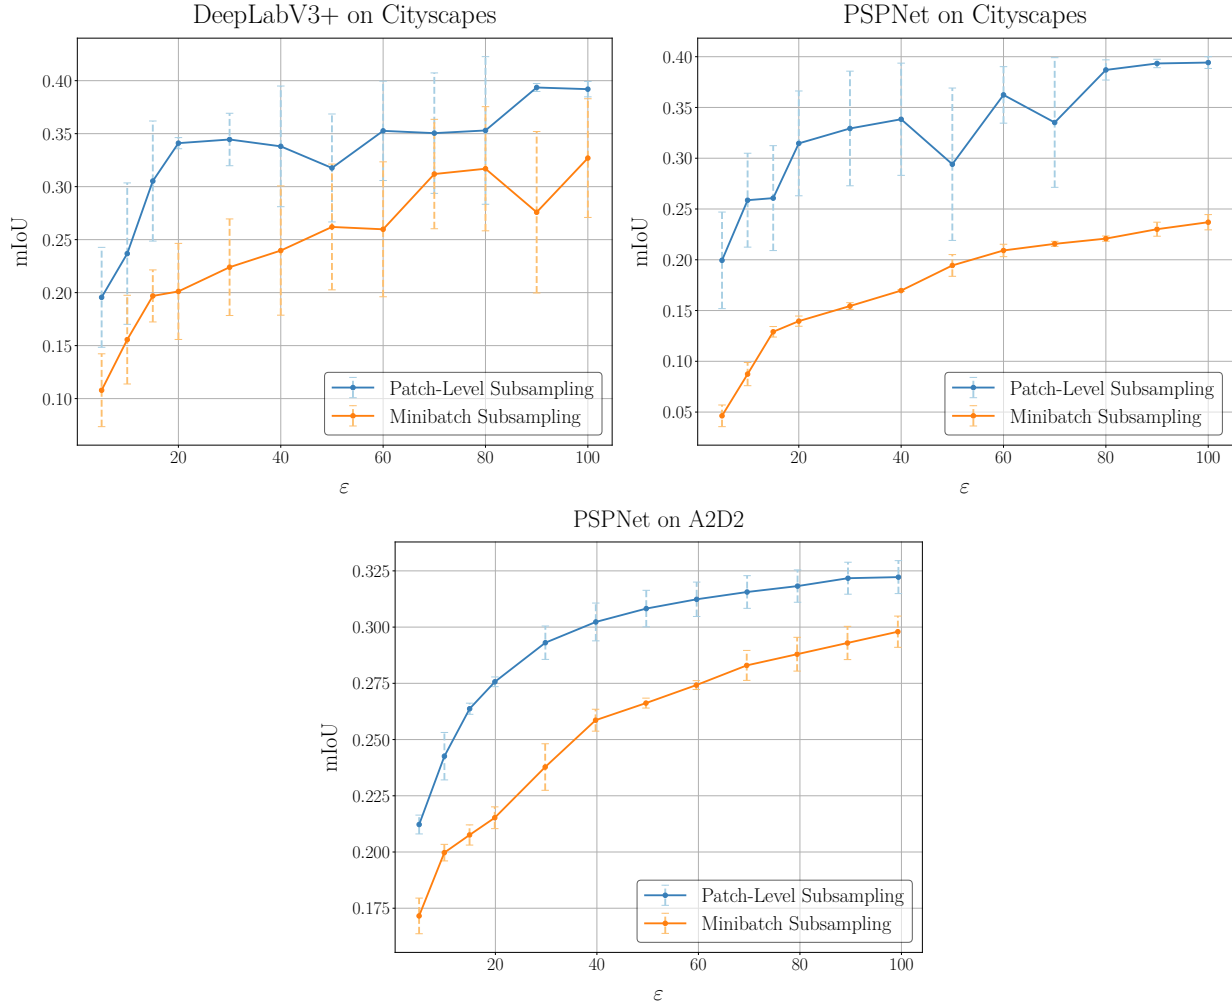 DeepLabV3+ on Cityscapes
mIoU
0.40
0.35
0.30
0.25
0.20
0.15
0.10
Patch-Level Subsampling
Minibatch Subsampling
20 40 60 80 100
ε
PSPNet on Cityscapes
mIoU
0.40
0.35
0.30
0.25
0.20
0.15
0.10
0.05
Patch-Level Subsampling
Minibatch Subsampling
20 40 60 80 100
ε
PSPNet on A2D2
mIoU
0.325
0.300
0.275
0.250
0.225
0.200
0.175
Patch-Level Subsampling
Minibatch Subsampling
20 40 60 80 100
ε